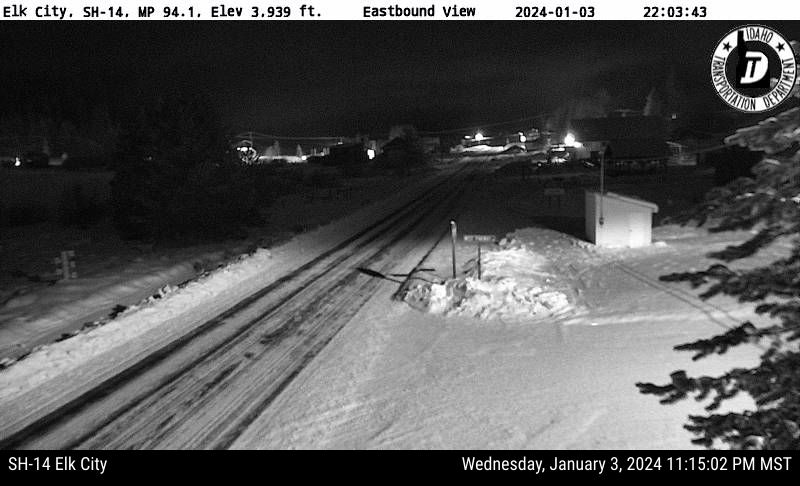 Elk City, SH-14, MP 94.1, Elev 3,939 ft. Eastbound View 2024-01-03 22:03:43
IDAHO
TRANSPORTATION DEPARTMENT
SH-14 Elk City Wednesday, January 3, 2024 11:15:02 PM MST